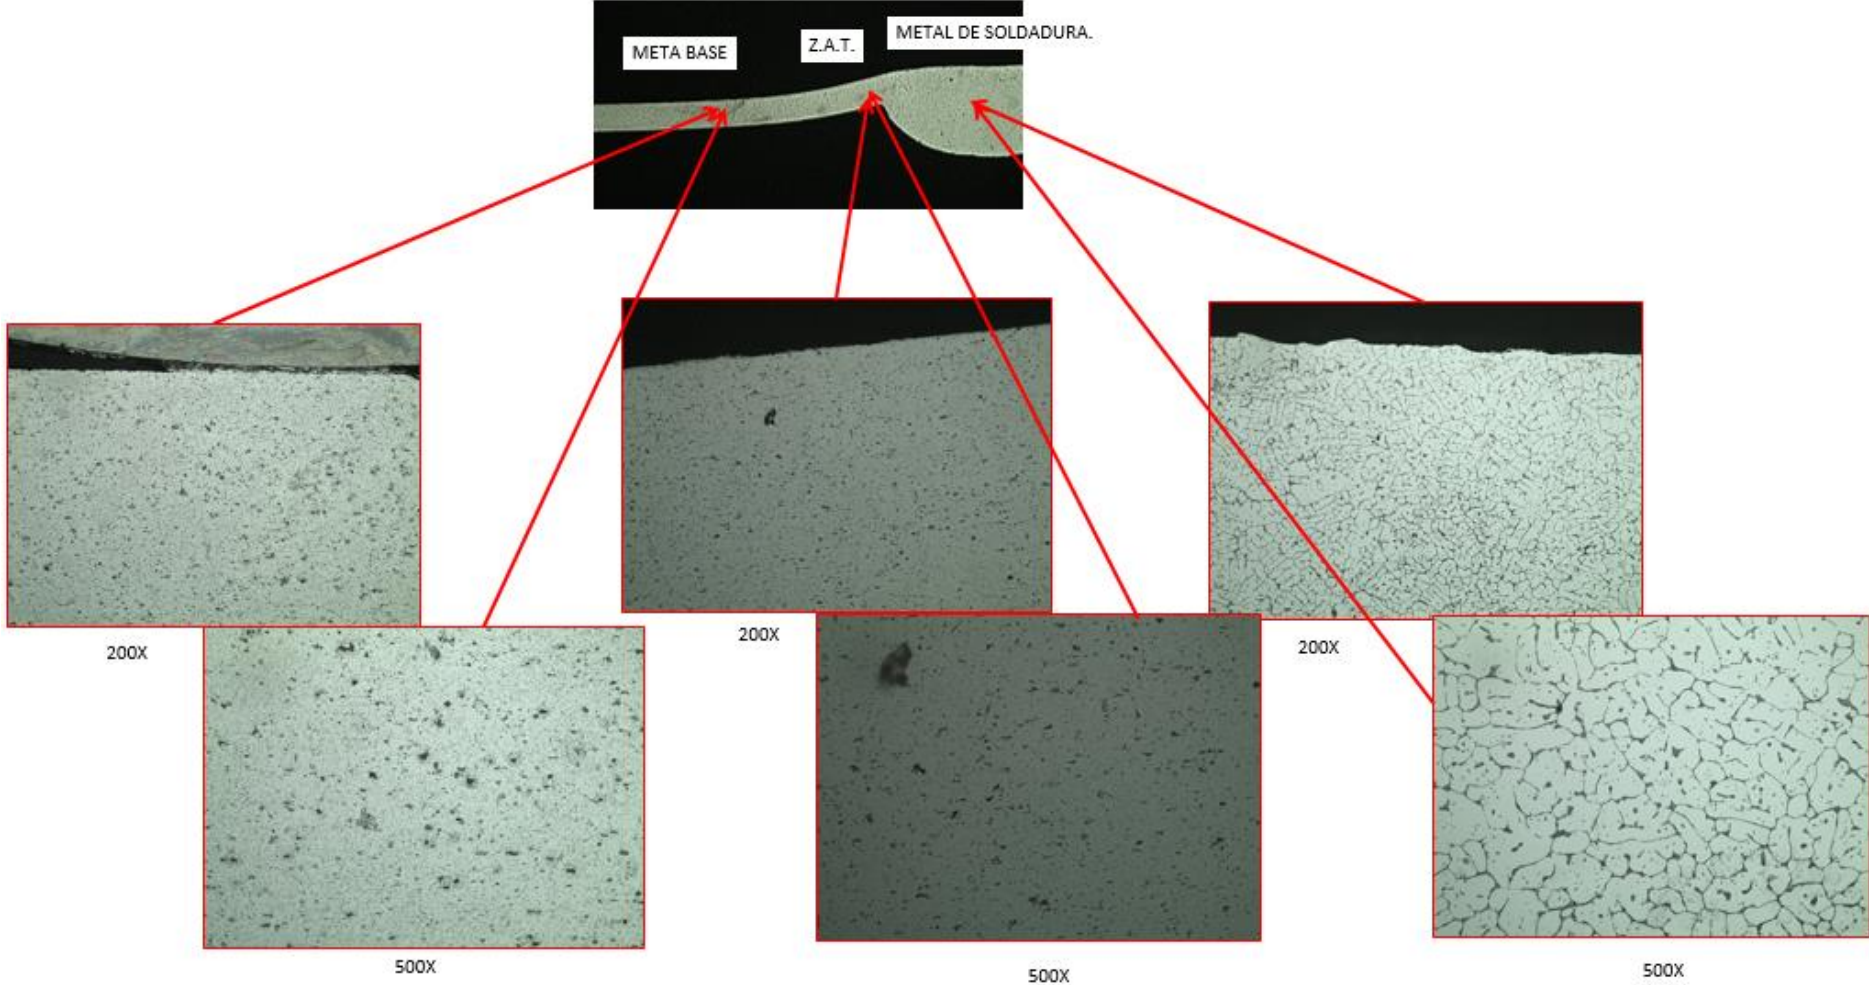 META BASE
Z.A.T.
METAL DE SOLDADURA.
200X
200X
200X
500X
500X
500X